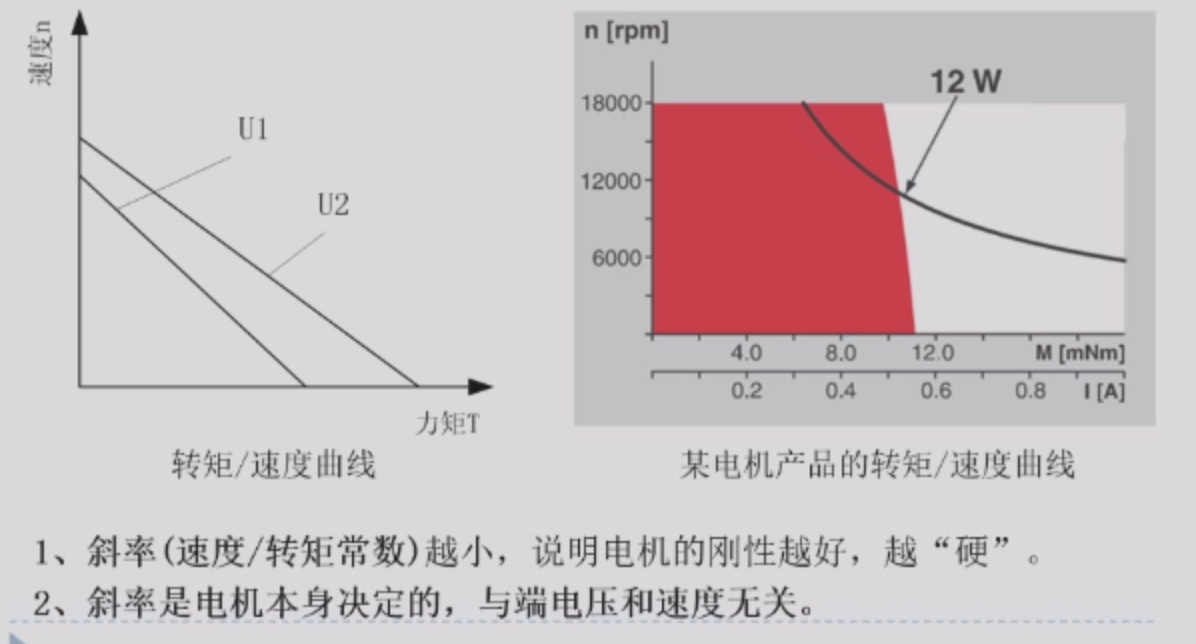 速度n
U1
U2
力矩T
转矩/速度曲线
n [rpm]
12 W
18000
12000
6000
4.0 8.0 12.0 M [mNm]
0.2 0.4 0.6 0.8 I [A]
某电机产品的转矩/速度曲线
1、斜率(速度/转矩常数)越小，说明电机的刚性越好，越“硬”。
2、斜率是电机本身决定的，与端电压和速度无关。